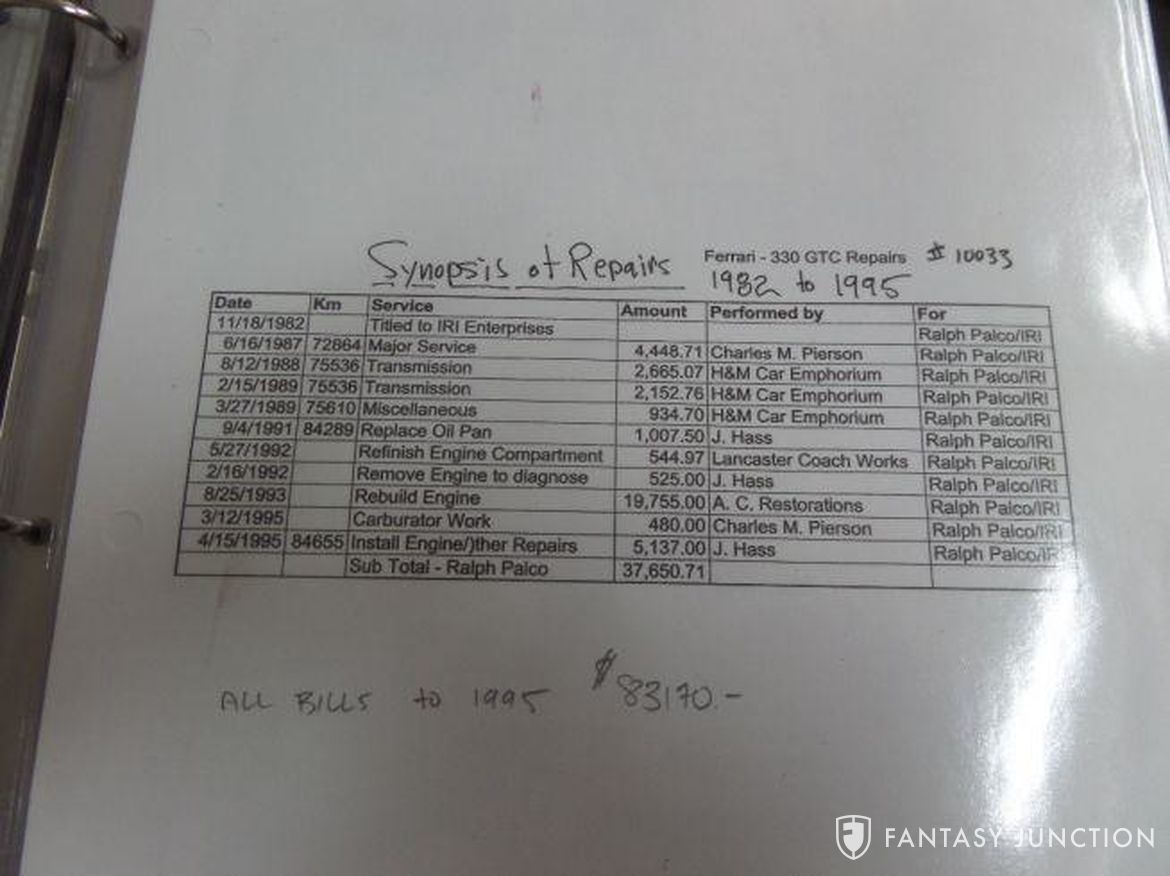 Synopsis of Repairs Ferrari - 330 GTC Repairs # 10033
1982 to 1995
Date Km Service Amount Performed by For
11/18/1982 Titled to IRI Enterprises Ralph Palco/IRI
6/16/1987 72864 Major Service 4,448.71 Charles M. Pierson Ralph Palco/IRI
8/12/1988 75536 Transmission 2,665.07 H&M Car Emphorium Ralph Palco/IRI
2/15/1989 75536 Transmission 2,152.76 H&M Car Emphorium Ralph Palco/IRI
3/27/1989 75610 Miscellaneous 934.70 H&M Car Emphorium Ralph Palco/IRI
9/4/1991 84289 Replace Oil Pan 1,007.50 J. Hass Ralph Palco/IRI
5/27/1992 Refinish Engine Compartment 544.97 Lancaster Coach Works Ralph Palco/IRI
2/16/1992 Remove Engine to diagnose 525.00 J. Hass Ralph Palco/IRI
8/25/1993 Rebuild Engine 19,755.00 A. C. Restorations Ralph Palco/IRI
3/12/1995 Carburator Work 480.00 Charles M. Pierson Ralph Palco/IRI
4/15/1995 84655 Install Engine/)ther Repairs 5,137.00 J. Hass Ralph Palco/IR
Sub Total - Ralph Palco 37,650.71
ALL BILLS to 1995 $83170.-
FANTASY JUNCTION